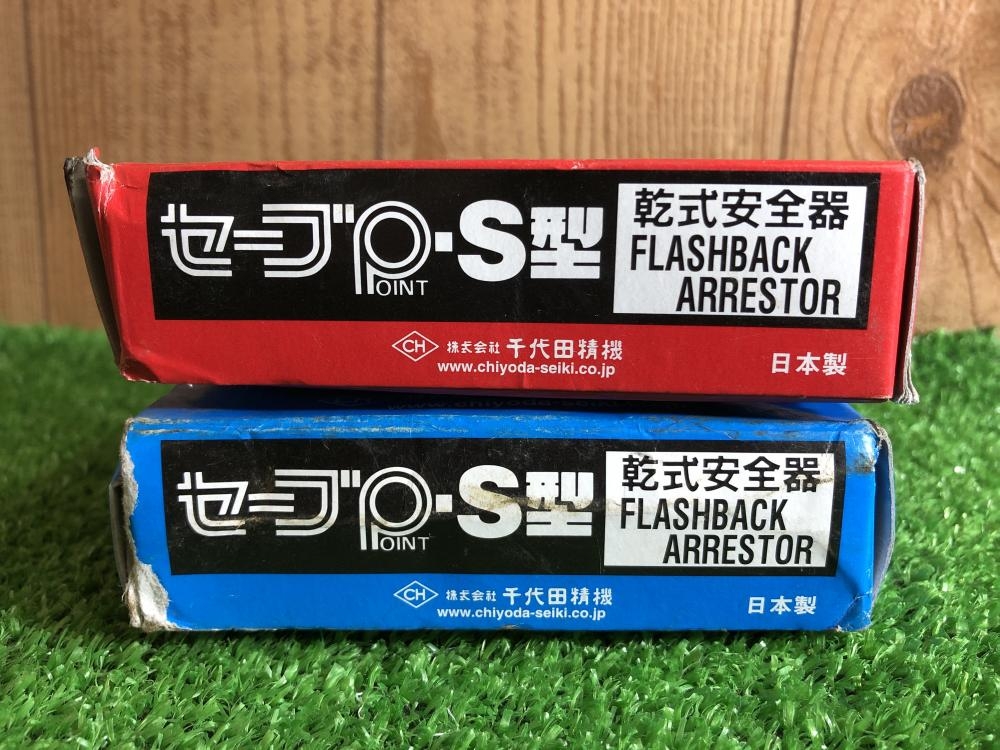 セーブPOINT・S型
乾式安全器
FLASHBACK
ARRESTOR
CH 株式会社 千代田精機
www.chiyoda-seiki.co.jp
日本製
セーブPOINT・S型
乾式安全器
FLASHBACK
ARRESTOR
CH 株式会社 千代田精機
www.chiyoda-seiki.co.jp
日本製